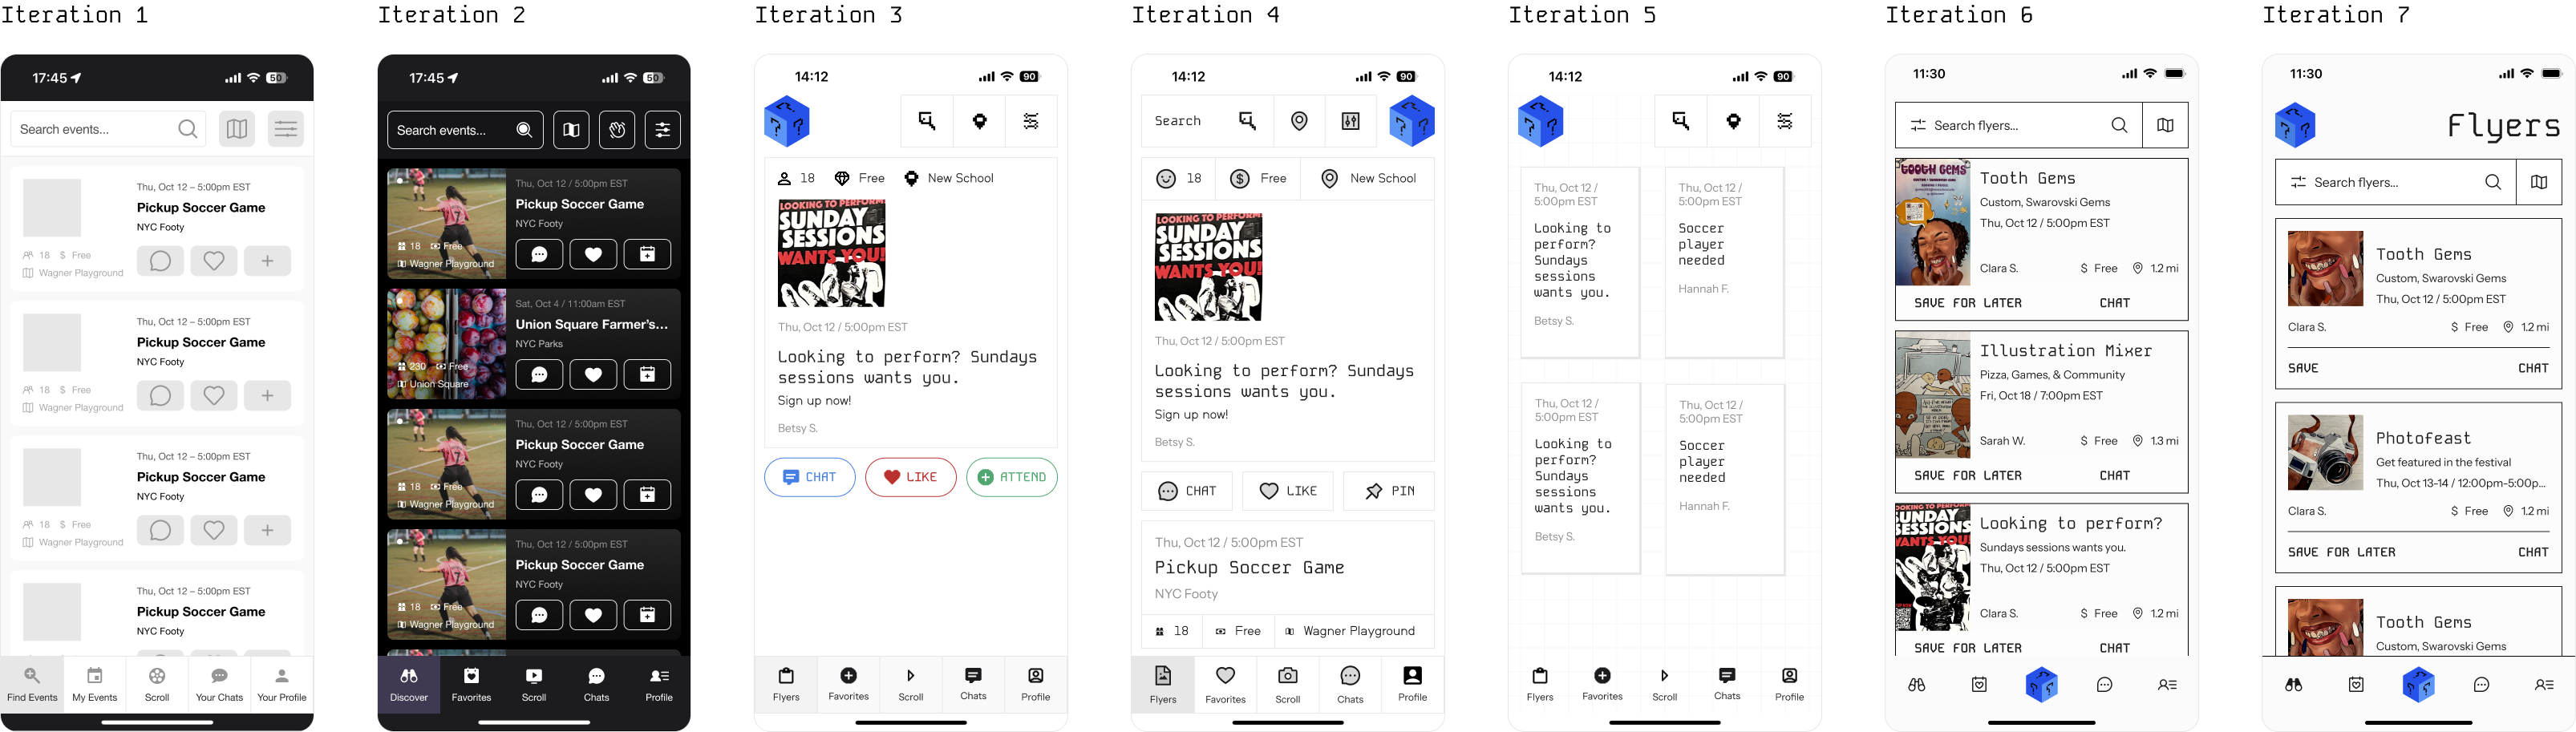 Iteration 1
17:45
50
Search events...
Thu, Oct 12 – 5:00pm EST
Pickup Soccer Game
NYC Footy
18 $ Free
Wagner Playground
Thu, Oct 12 – 5:00pm EST
Pickup Soccer Game
NYC Footy
18 $ Free
Wagner Playground
Thu, Oct 12 – 5:00pm EST
Pickup Soccer Game
NYC Footy
18 $ Free
Wagner Playground
Thu, Oct 12 – 5:00pm EST
Pickup Soccer Game
NYC Footy
Find Events My Events Scroll Your Chats Your Profile
Iteration 2
17:45
50
Search events...
Thu, Oct 12 / 5:00pm EST
Pickup Soccer Game
NYC Footy
18 Free
Wagner Playground
Sat, Oct 4 / 11:00am EST
Union Square Farmer's...
NYC Parks
230 Free
Union Square
Thu, Oct 12 / 5:00pm EST
Pickup Soccer Game
NYC Footy
18 Free
Wagner Playground
Thu, Oct 12 / 5:00pm EST
Pickup Soccer Game
NYC Footy
18 Free
Wagner Playground
Discover Favorites Scroll Chats Profile
Iteration 3
14:12
90
? ? ?
18 Free New School
LOOKING TO PERFORM
SUNDAY
SESSIONS
WANTS YOU!
Thu, Oct 12 / 5:00pm EST
Looking to perform? Sundays
sessions wants you.
Sign up now!
Betsy S.
CHAT LIKE ATTEND
Flyers Favorites Scroll Chats Profile
Iteration 4
14:12
90
Search
? ? ?
18 $ Free New School
LOOKING TO PERFORM
SUNDAY
SESSIONS
WANTS YOU!
Thu, Oct 12 / 5:00pm EST
Looking to perform? Sundays
sessions wants you.
Sign up now!
Betsy S.
CHAT LIKE PIN
Thu, Oct 12 / 5:00pm EST
Pickup Soccer Game
NYC Footy
18 Free Wagner Playground
Flyers Favorites Scroll Chats Profile
Iteration 5
14:12
90
? ? ?
Thu, Oct 12 /
5:00pm EST
Looking to
perform?
Sundays
sessions
wants you.
Betsy S.
Thu, Oct 12 /
5:00pm EST
Soccer
player
needed
Hannah F.
Thu, Oct 12 /
5:00pm EST
Looking to
perform?
Sundays
sessions
wants you.
Betsy S.
Thu, Oct 12 /
5:00pm EST
Soccer
player
needed
Hannah F.
Flyers Favorites Scroll Chats Profile
Iteration 6
11:30
Search flyers...
TOOTH GEMS
Tooth Gems
Custom, Swarovski Gems
Thu, Oct 12 / 5:00pm EST
Clara S. $ Free 1.2 mi
SAVE FOR LATER CHAT
Illustration Mixer
Pizza, Games, & Community
Fri, Oct 18 / 7:00pm EST
Sarah W. $ Free 1.3 mi
SAVE FOR LATER CHAT
SUNDAY
SESSIONS
WANTS YOU
Looking to perform?
Sundays sessions wants you.
Thu, Oct 12 / 5:00pm EST
Clara S. $ Free 1.2 mi
SAVE FOR LATER CHAT
? ? ?
Iteration 7
11:30
? ? ?
Flyers
Search flyers...
Tooth Gems
Custom, Swarovski Gems
Thu, Oct 12 / 5:00pm EST
Clara S. $ Free 1.2 mi
SAVE CHAT
Photofeast
Get featured in the festival
Thu, Oct 13-14 / 12:00pm-5:00p...
Clara S. $ Free 1.2 mi
SAVE FOR LATER CHAT
Tooth Gems
Custom, Swarovski Gems
? ? ?